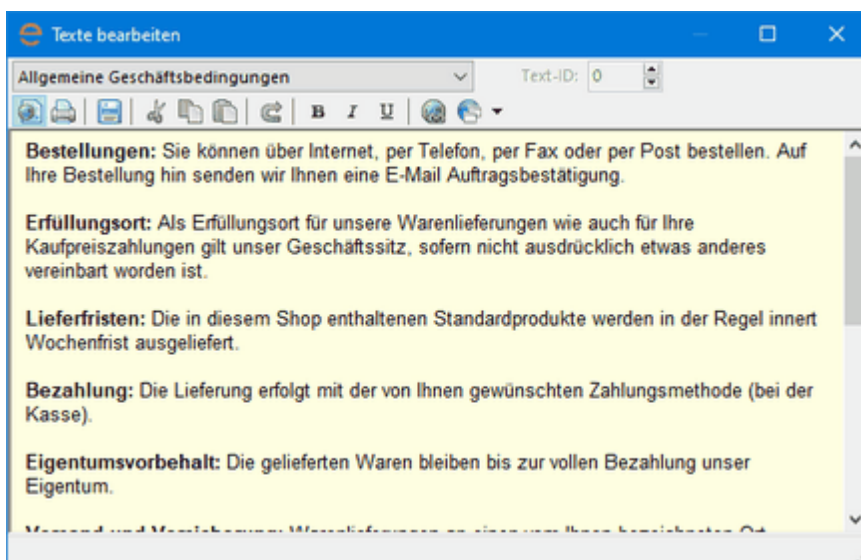 Texte bearbeiten
Allgemeine Geschäftsbedingungen Text-ID: 0
B I U
Bestellungen: Sie können über Internet, per Telefon, per Fax oder per Post bestellen. Auf
Ihre Bestellung hin senden wir Ihnen eine E-Mail Auftragsbestätigung.
Erfüllungsort: Als Erfüllungsort für unsere Warenlieferungen wie auch für Ihre
Kaufpreiszahlungen gilt unser Geschäftssitz, sofern nicht ausdrücklich etwas anderes
vereinbart worden ist.
Lieferfristen: Die in diesem Shop enthaltenen Standardprodukte werden in der Regel innert
Wochenfrist ausgeliefert.
Bezahlung: Die Lieferung erfolgt mit der von Ihnen gewünschten Zahlungsmethode (bei der
Kasse).
Eigentumsvorbehalt: Die gelieferten Waren bleiben bis zur vollen Bezahlung unser
Eigentum.